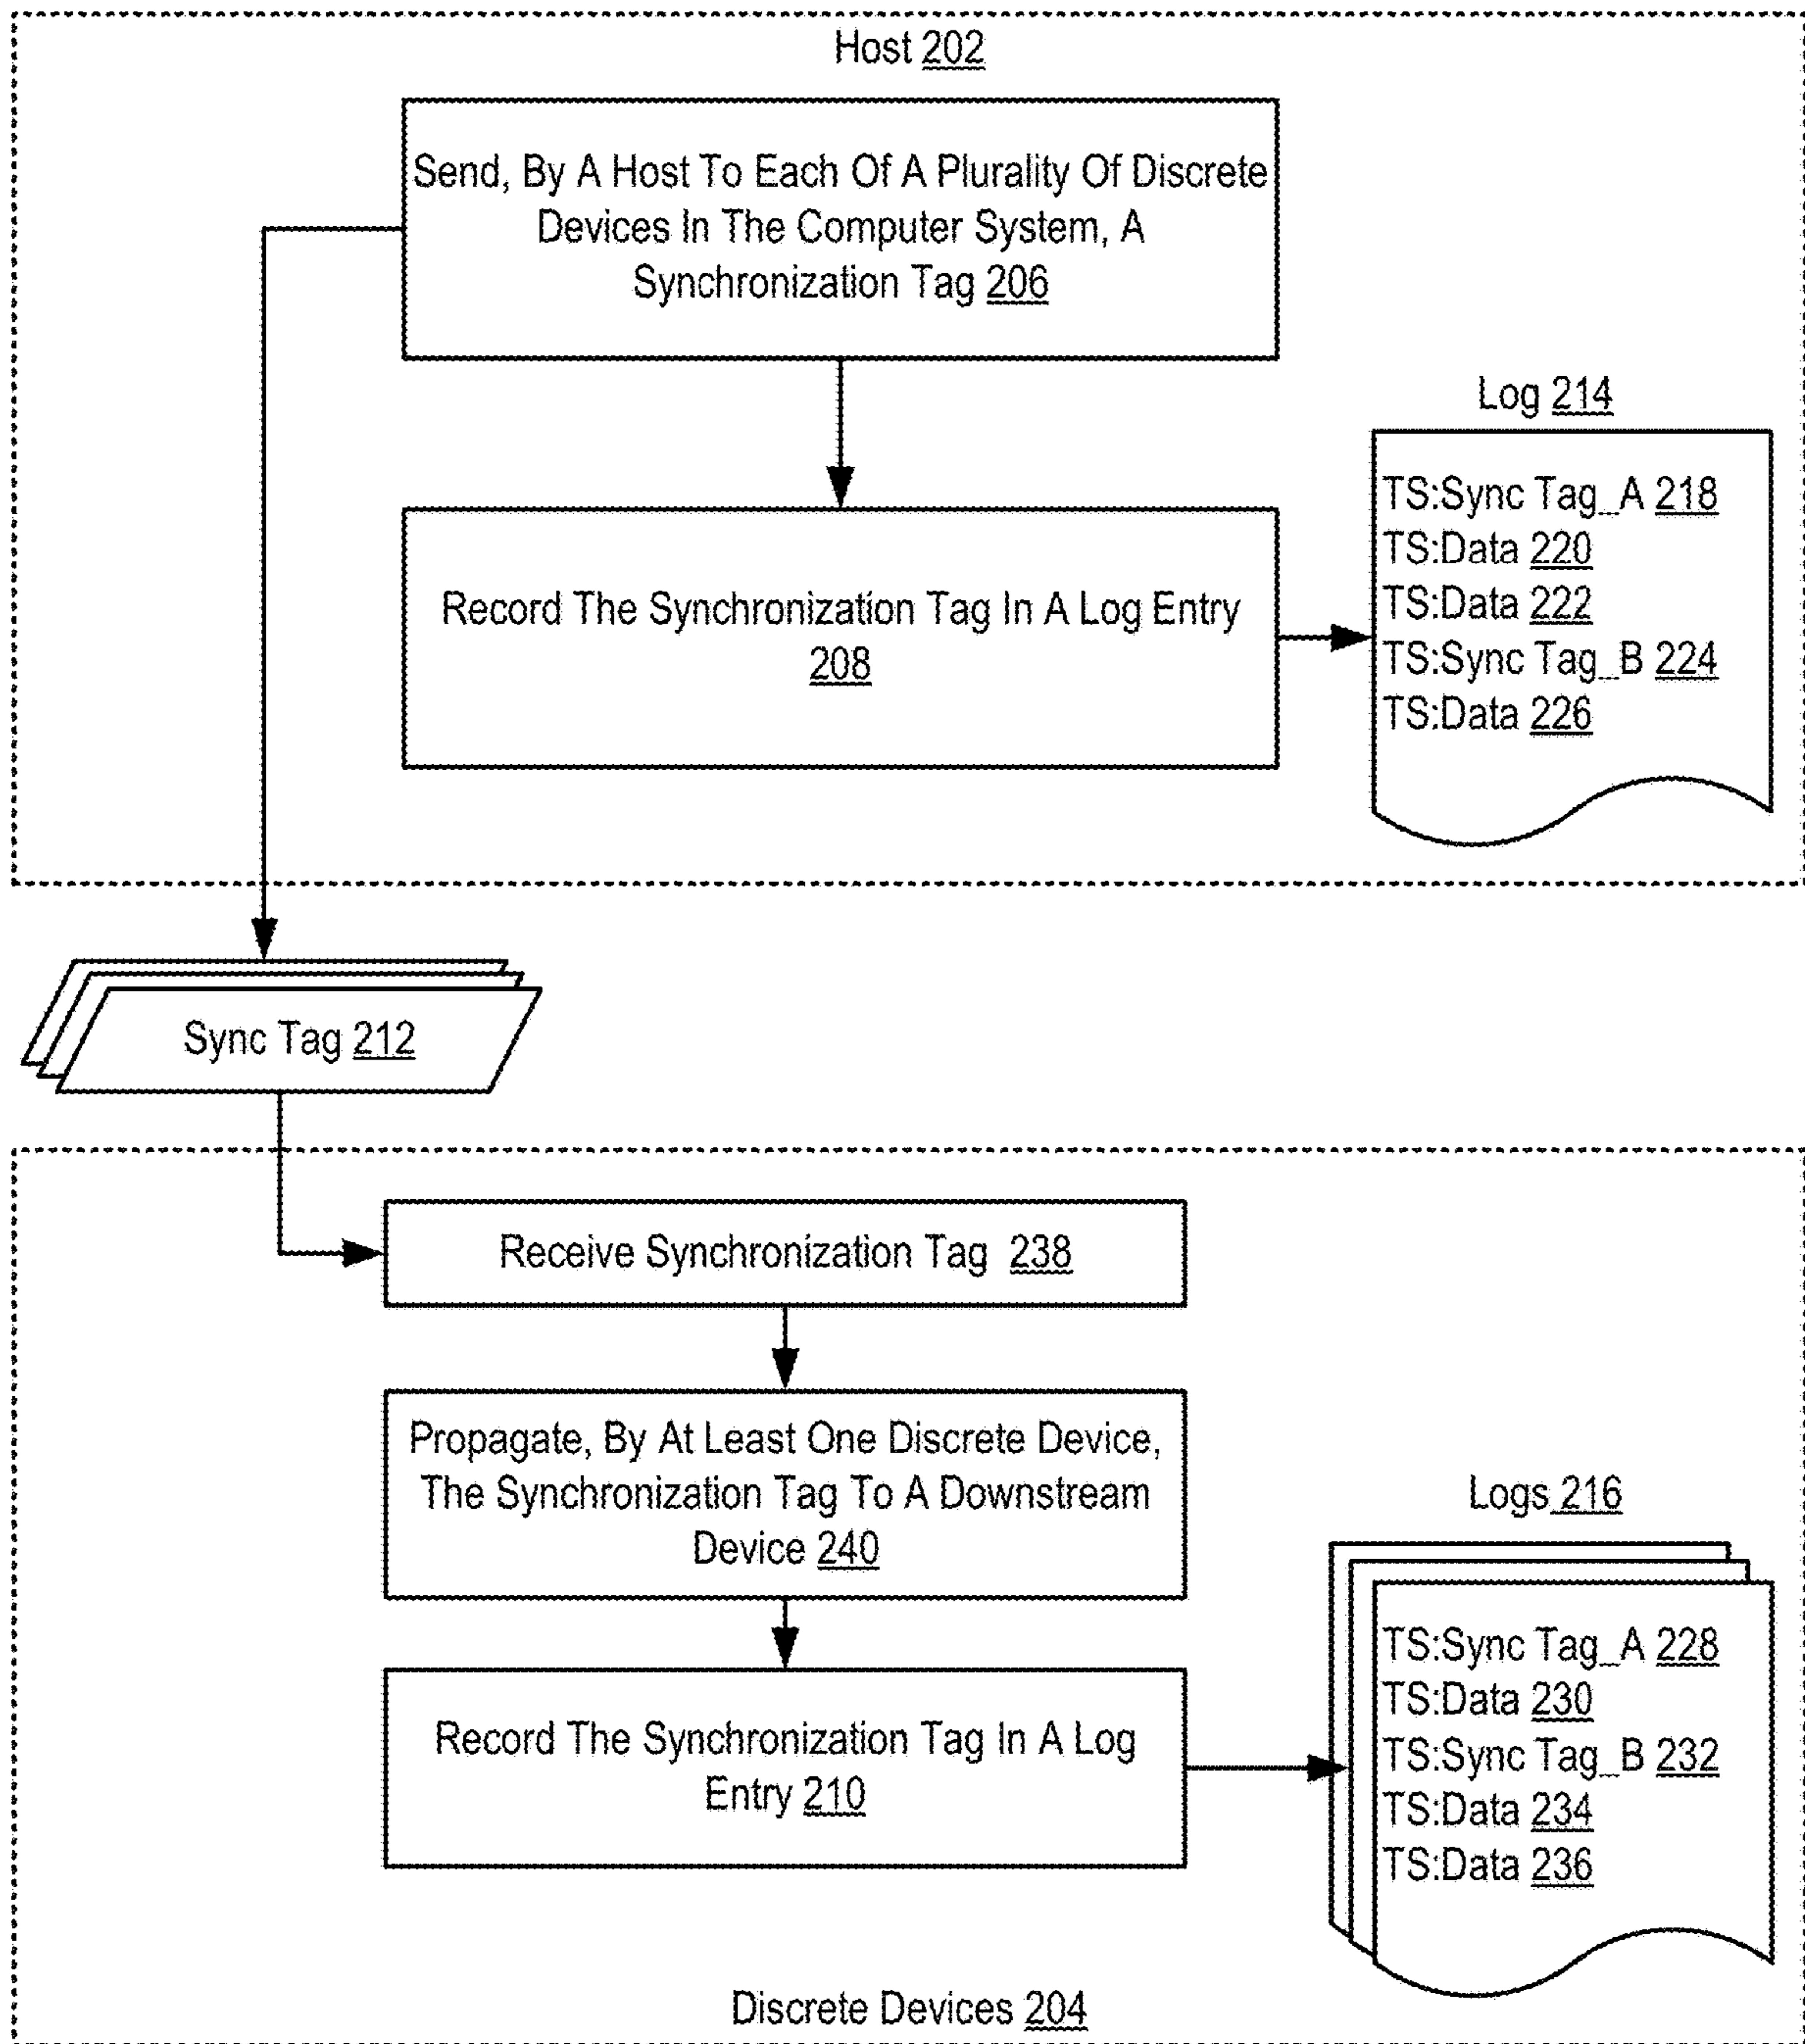 Host 202
Send, By A Host To Each Of A Plurality Of Discrete
Devices In The Computer System, A
Synchronization Tag 206
Log 214
TS:Sync Tag_A 218
TS:Data 220
TS:Data 222
TS:Sync Tag_B 224
TS:Data 226
Record The Synchronization Tag In A Log Entry
208
Sync Tag 212
Receive Synchronization Tag 238
Propagate, By At Least One Discrete Device,
The Synchronization Tag To A Downstream
Device 240
Logs 216
TS:Sync Tag_A 228
TS:Data 230
TS:Sync Tag_B 232
TS:Data 234
TS:Data 236
Record The Synchronization Tag In A Log
Entry 210
Discrete Devices 204